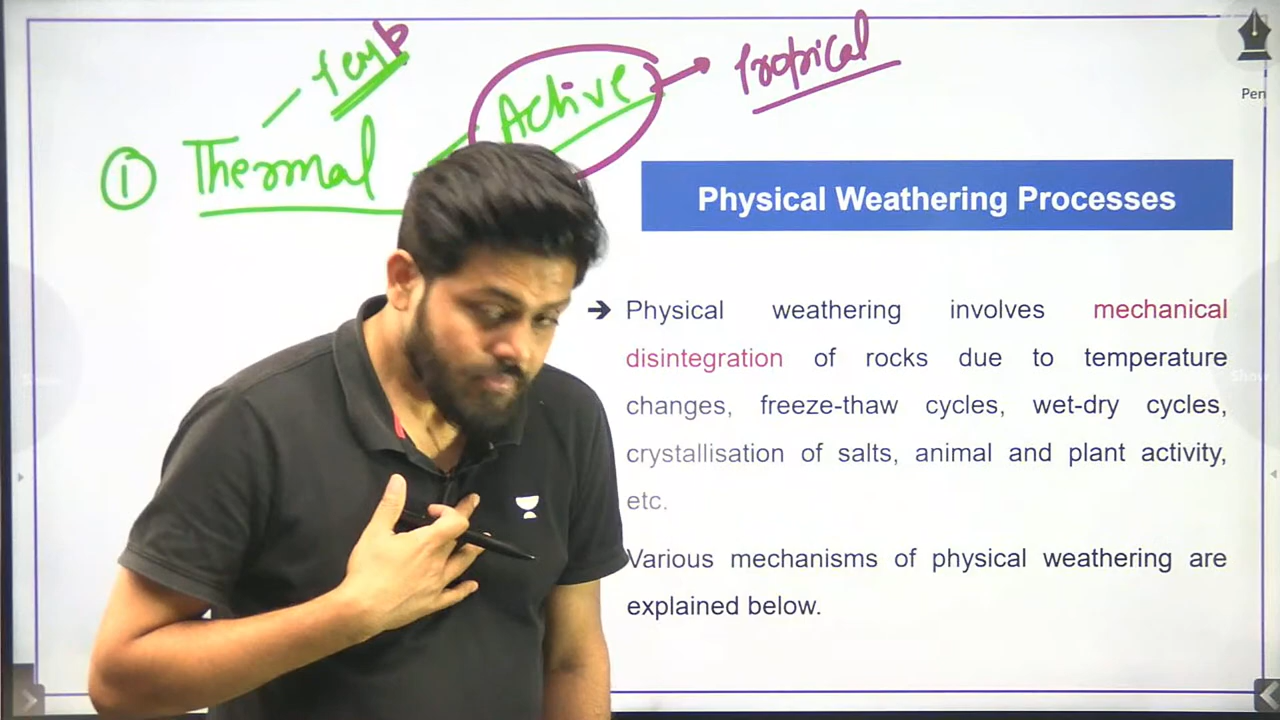 Temp
Active → Tropical
① Thermal
Pen
Physical Weathering Processes
➔ Physical weathering involves mechanical
disintegration of rocks due to temperature
changes, freeze-thaw cycles, wet-dry cycles,
crystallisation of salts, animal and plant activity,
etc.
Various mechanisms of physical weathering are
explained below.
Show